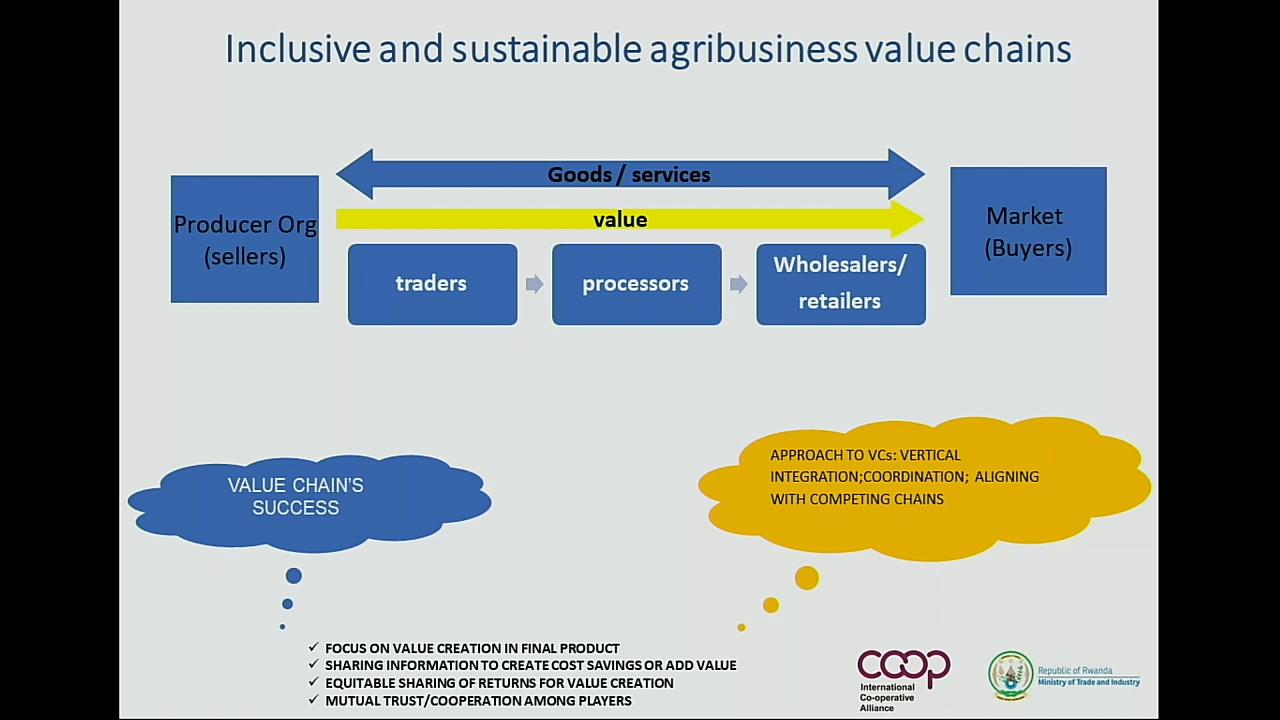 Inclusive and sustainable agribusiness value chains
Goods / services
value
Producer Org
(sellers)
traders
processors
Wholesalers/
retailers
Market
(Buyers)
VALUE CHAIN'S
SUCCESS
APPROACH TO VCs: VERTICAL
INTEGRATION;COORDINATION; ALIGNING
WITH COMPETING CHAINS
✓ FOCUS ON VALUE CREATION IN FINAL PRODUCT
✓ SHARING INFORMATION TO CREATE COST SAVINGS OR ADD VALUE
✓ EQUITABLE SHARING OF RETURNS FOR VALUE CREATION
✓ MUTUAL TRUST/COOPERATION AMONG PLAYERS
coop
International
Co-operative
Alliance
Republic of Rwanda
Ministry of Trade and Industry